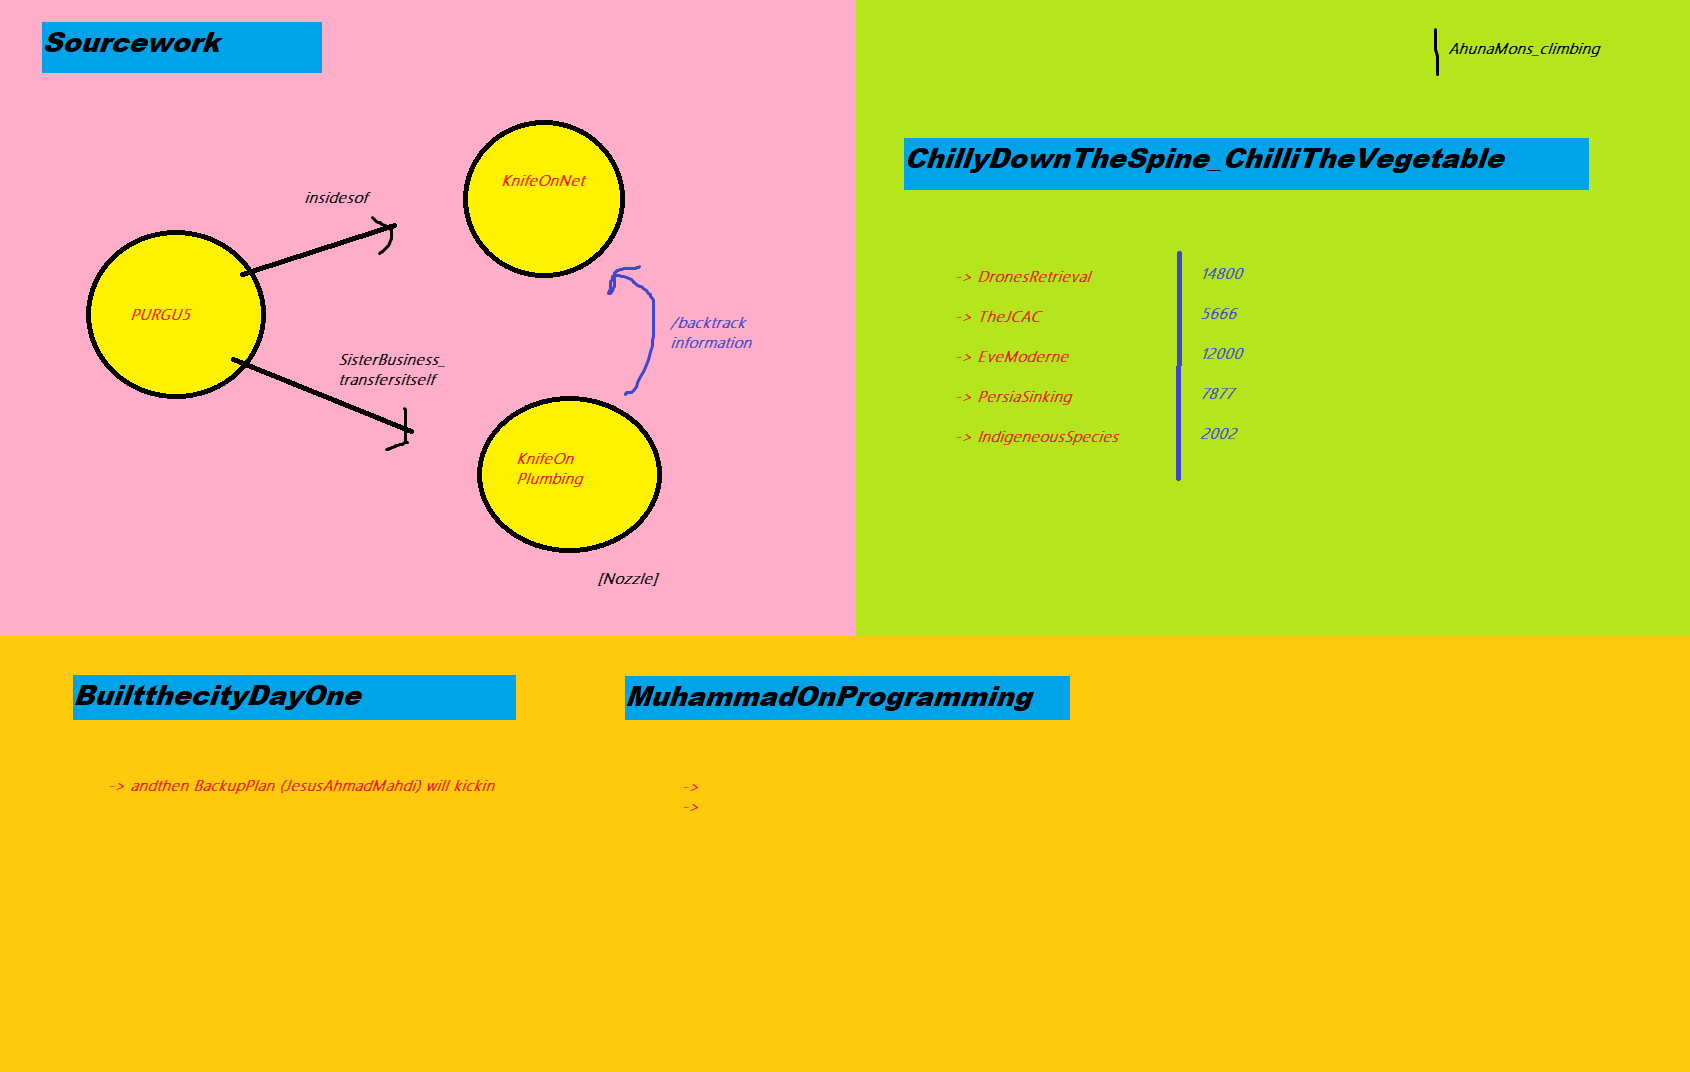 Sourcework
insidesof
KnifeOnNet
PURGU5
SisterBusiness_
transfersitself
/backtrack
information
KnifeOn
Plumbing
[Nozzle]
AhunaMons_climbing
ChillyDownTheSpine_ChilliTheVegetable
-> DronesRetrieval 14800
-> TheJCAC 5666
-> EveModerne 12000
-> PersiaSinking 7877
-> IndigeneousSpecies 2002
BuiltthecityDayOne
-> andthen BackupPlan (JesusAhmadMahdi) will kickin
MuhammadOnProgramming
->
->